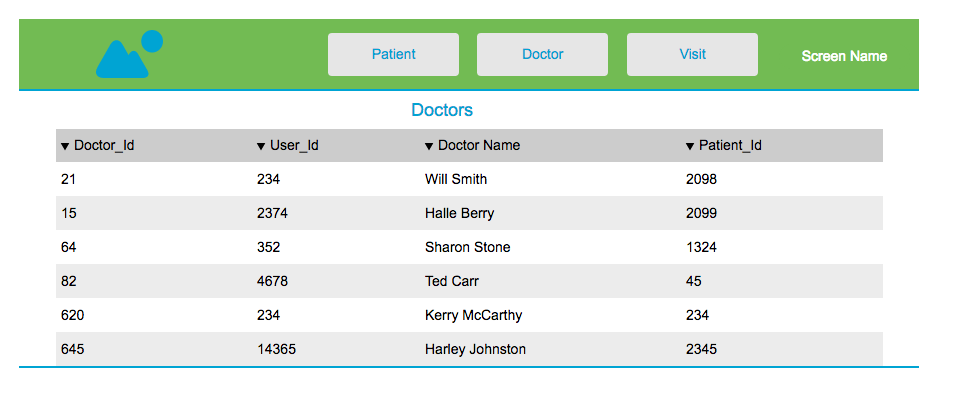 Patient Doctor Visit Screen Name
Doctors
▼ Doctor_Id ▼ User_Id ▼ Doctor Name ▼ Patient_Id
21 234 Will Smith 2098
15 2374 Halle Berry 2099
64 352 Sharon Stone 1324
82 4678 Ted Carr 45
620 234 Kerry McCarthy 234
645 14365 Harley Johnston 2345